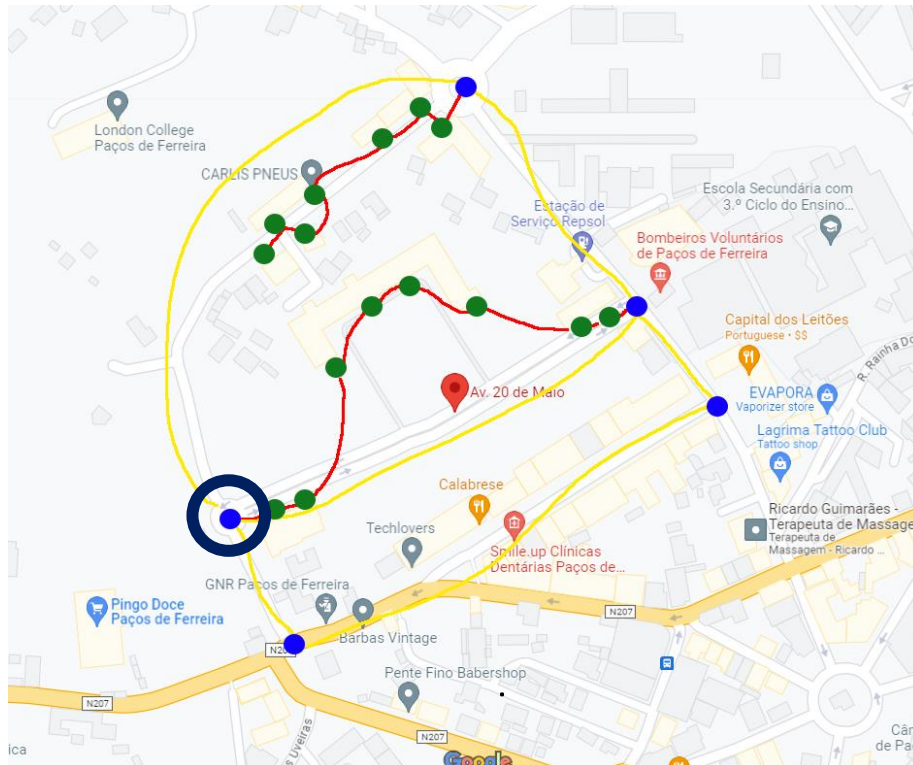 London College
Paços de Ferreira
CARLIS PNEUS
Escola Secundária com
3.º Ciclo do Ensino...
Estação de
Serviço Repsol
Bombeiros Voluntários
de Paços de Ferreira
Capital dos Leitões
Portuguese • $$
R. Rainha Do
Av. 20 de Maio
EVAPORA
Vaporizer store
Lagrima Tattoo Club
Tattoo shop
Calabrese
Ricardo Guimarães -
Terapeuta de Massage
Terapeuta de
Massagem - Ricardo ...
Techlovers
Smile.up Clínicas
Dentárias Paços de...
GNR Paços de Ferreira
Pingo Doce
Paços de Ferreira
N207
Barbas Vintage
Pente Fino Babershop
N207
N207
Uveiras
Câr
de Pa
ica
Google